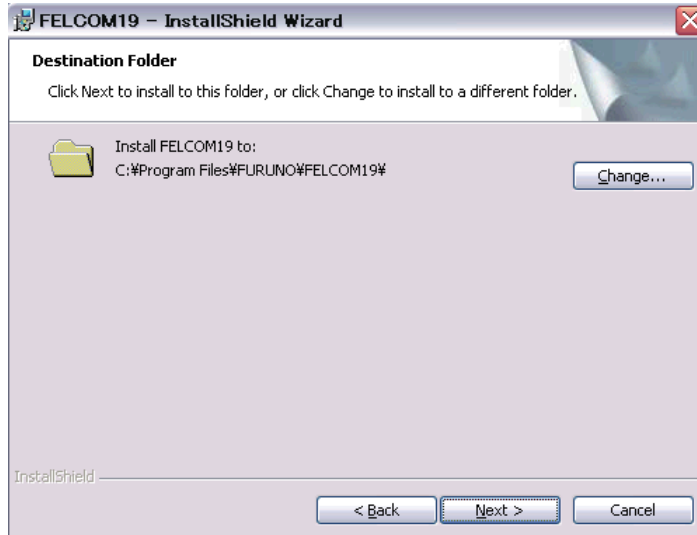 FELCOM19 - InstallShield Wizard
Destination Folder
Click Next to install to this folder, or click Change to install to a different folder.
Install FELCOM19 to:
C:¥Program Files¥FURUNO¥FELCOM19¥
Change...
InstallShield
< Back
Next >
Cancel